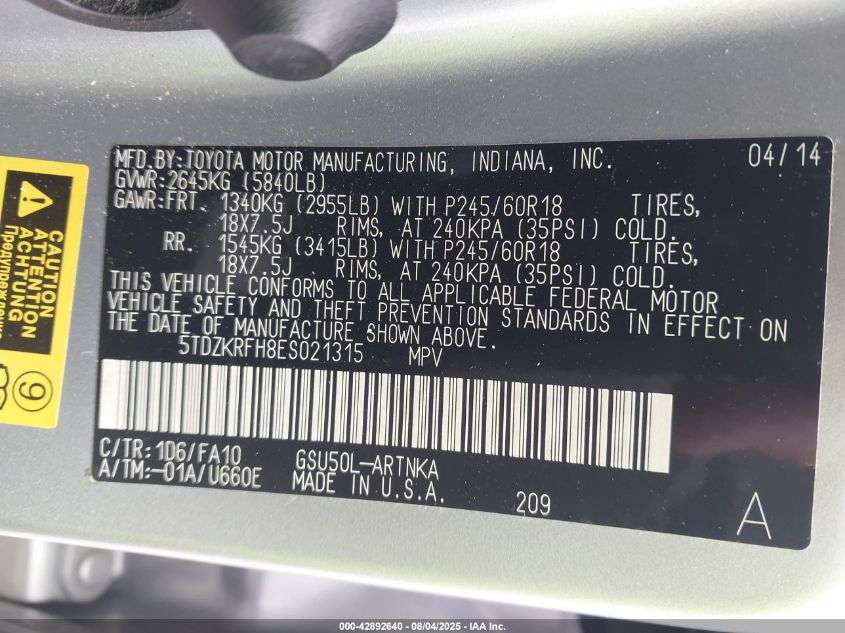 MFD.BY:TOYOTA MOTOR MANUFACTURING, INDIANA, INC. 04/14
GVWR:2645KG (5840LB)
GAWR:FRT. 1340KG (2955LB) WITH P245/60R18 TIRES,
18X7.5J RIMS, AT 240KPA (35PSI) COLD.
RR. 1545KG (3415LB) WITH P245/60R18 TIRES,
18X7.5J RIMS, AT 240KPA (35PSI) COLD.
THIS VEHICLE CONFORMS TO ALL APPLICABLE FEDERAL MOTOR
VEHICLE SAFETY AND THEFT PREVENTION STANDARDS IN EFFECT ON
THE DATE OF MANUFACTURE SHOWN ABOVE.
5TDZKRFH8ES021315 MPV
C/TR:1D6/FA10 GSU50L-ARTNKA
A/TM:-01A/U660E MADE IN U.S.A.
209
A
CAUTION
ATTENTION
ACHTUNG
9
000-42892640 - 08/04/2025 - IAA Inc.